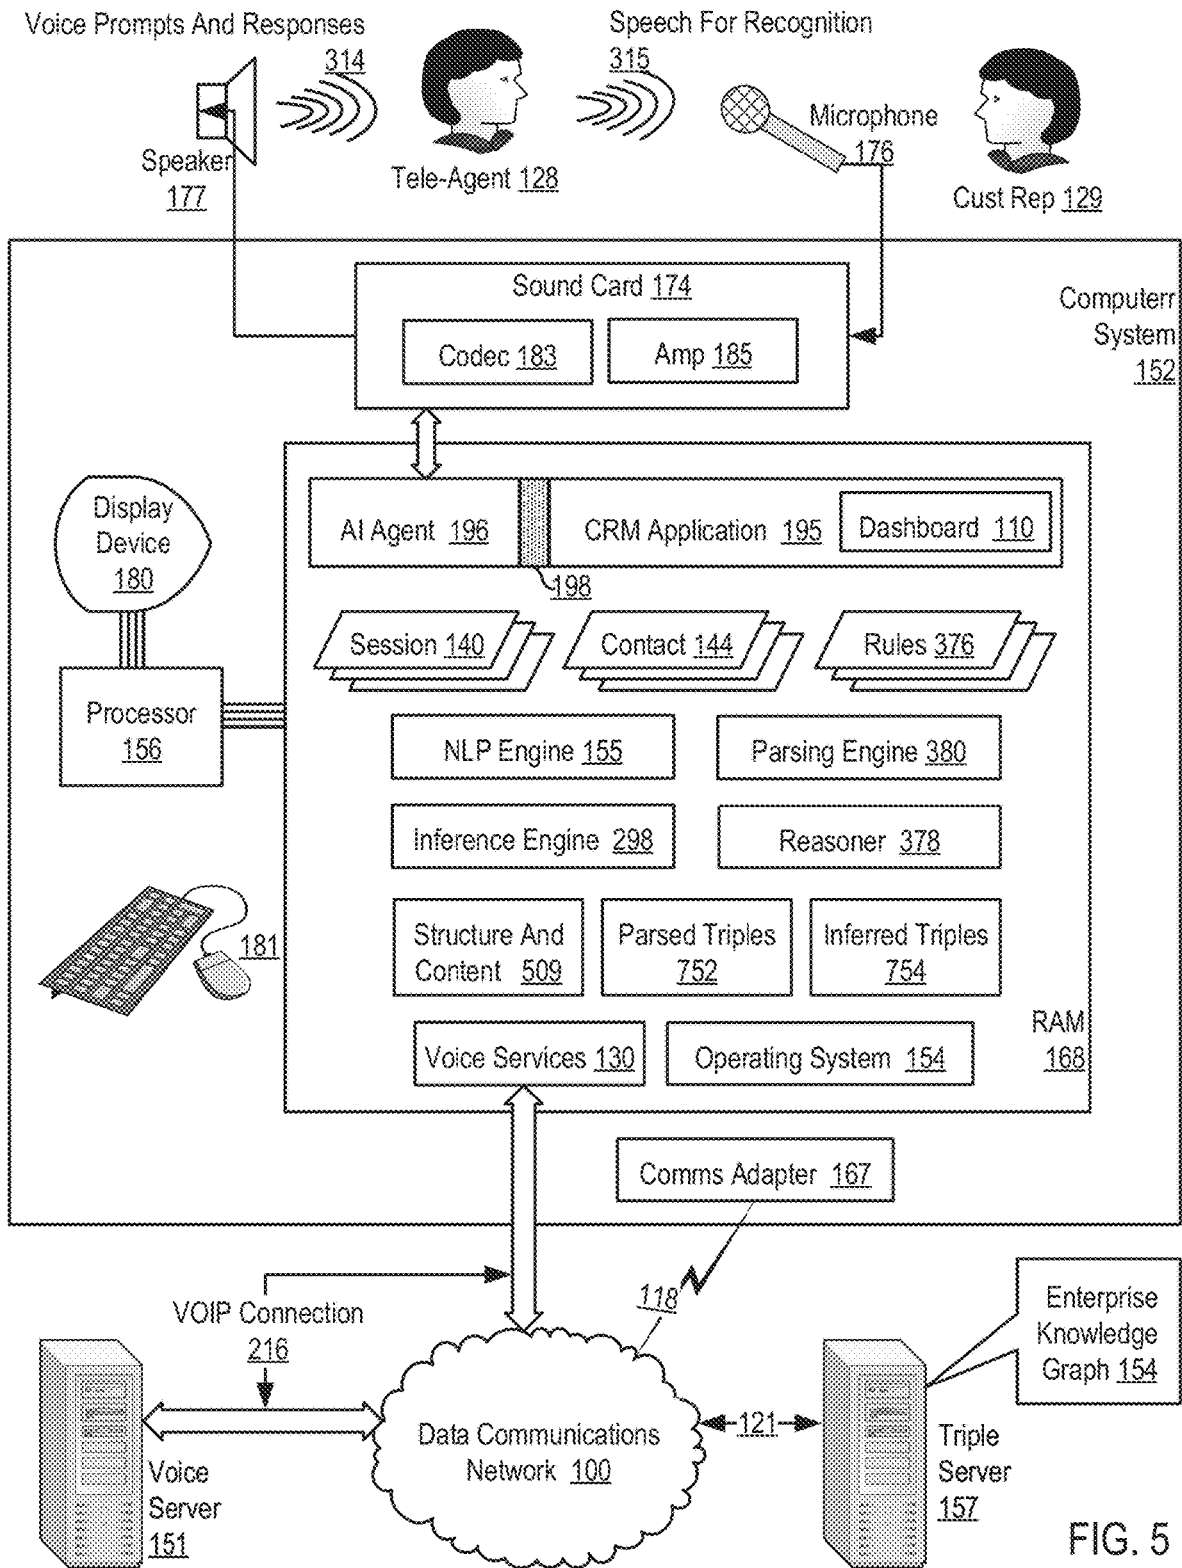 Voice Prompts And Responses
314
Speech For Recognition
315
Speaker
177
Tele-Agent 128
Microphone
176
Cust Rep 129
Sound Card 174
Codec 183
Amp 185
Computerr
System
152
Display
Device
180
AI Agent 196
CRM Application 195
Dashboard 110
198
Session 140
Contact 144
Rules 376
Processor
156
NLP Engine 155
Parsing Engine 380
Inference Engine 298
Reasoner 378
181
Structure And
Content 509
Parsed Triples
752
Inferred Triples
754
RAM
168
Voice Services 130
Operating System 154
Comms Adapter 167
VOIP Connection
216
118
Enterprise
Knowledge
Graph 154
Data Communications
Network 100
121
Voice
Server
151
Triple
Server
157
FIG. 5